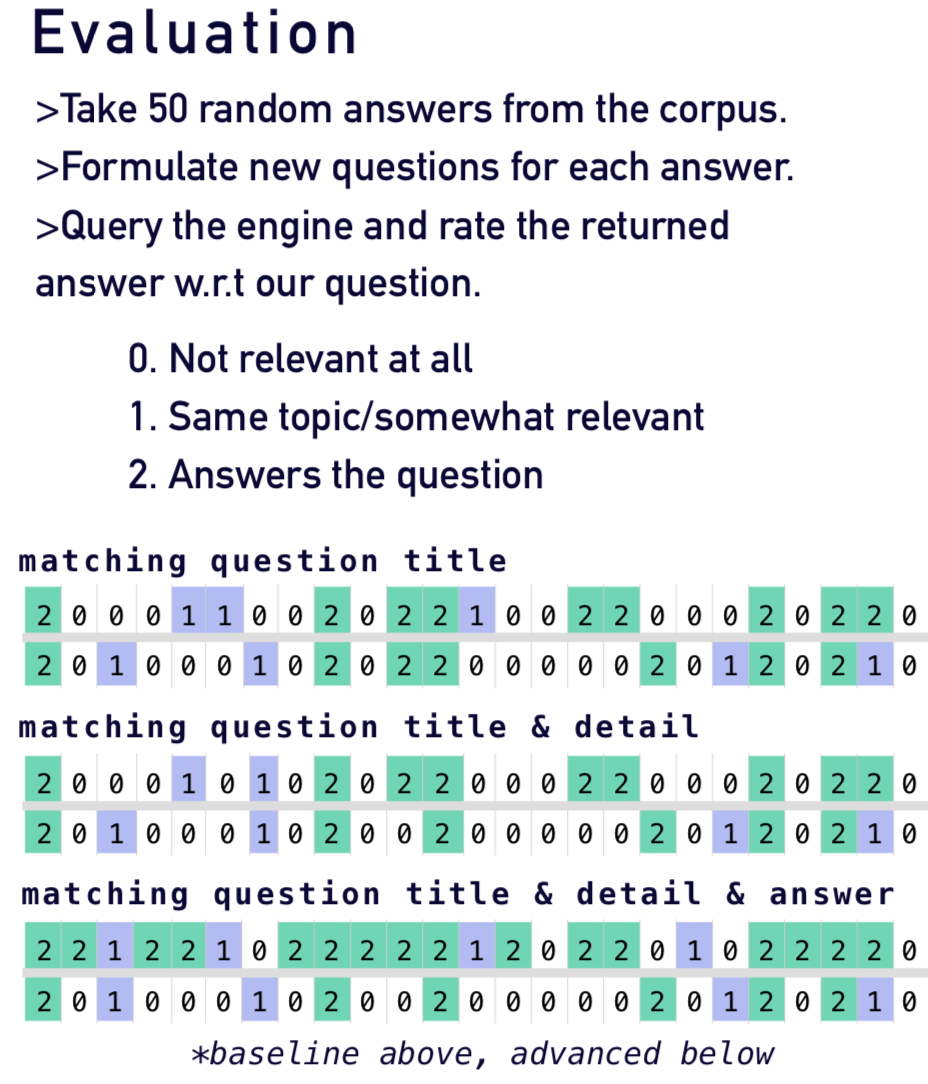 Evaluation
>Take 50 random answers from the corpus.
>Formulate new questions for each answer.
>Query the engine and rate the returned
answer w.r.t our question.
0. Not relevant at all
1. Same topic/somewhat relevant
2. Answers the question
matching question title
2 0 0 0 1 1 0 0 2 0 2 2 1 0 0 2 2 0 0 0 2 0 2 2 0
2 0 1 0 0 0 1 0 2 0 2 2 0 0 0 0 0 2 0 1 2 0 2 1 0
matching question title & detail
2 0 0 0 1 0 1 0 2 0 2 2 0 0 0 2 2 0 0 0 2 0 2 2 0
2 0 1 0 0 0 1 0 2 0 0 2 0 0 0 0 0 2 0 1 2 0 2 1 0
matching question title & detail & answer
2 2 1 2 2 1 0 2 2 2 2 2 1 2 0 2 2 0 1 0 2 2 2 2 0
2 0 1 0 0 0 1 0 2 0 0 2 0 0 0 0 0 2 0 1 2 0 2 1 0
*baseline above, advanced below